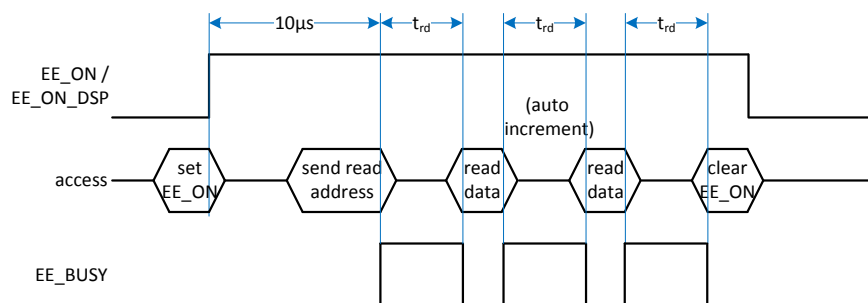 10µs
trd
trd
trd
EE_ON /
EE_ON_DSP
(auto
increment)
access
set
EE_ON
send read
address
read
data
read
data
clear
EE_ON
EE_BUSY